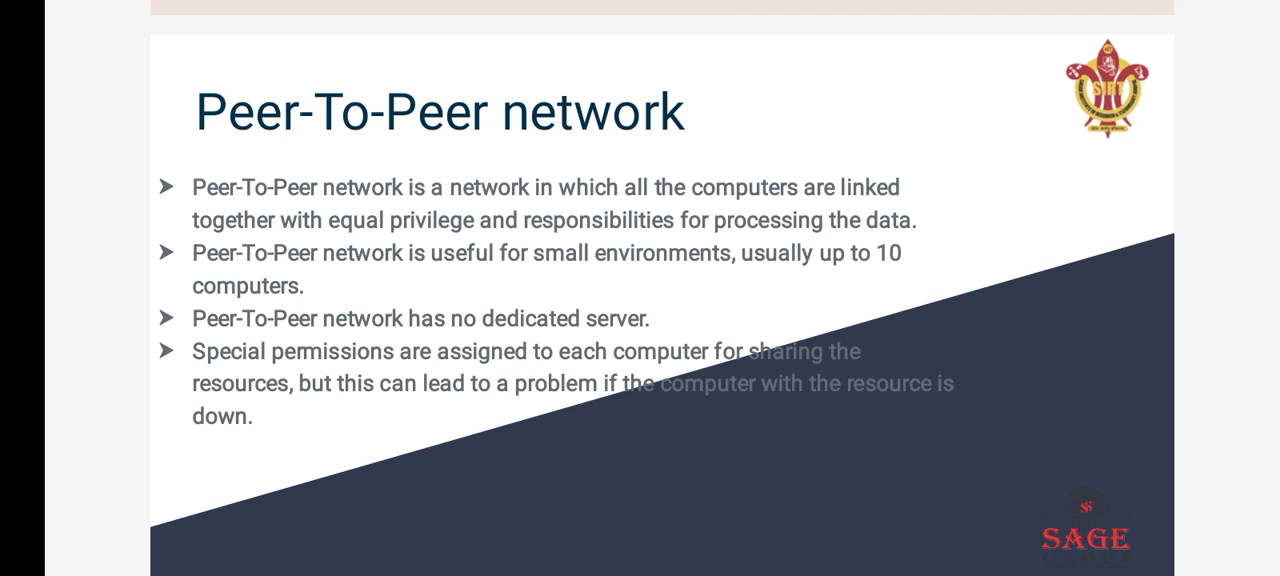 SIRT
Peer-To-Peer network
➤ Peer-To-Peer network is a network in which all the computers are linked
together with equal privilege and responsibilities for processing the data.
➤ Peer-To-Peer network is useful for small environments, usually up to 10
computers.
➤ Peer-To-Peer network has no dedicated server.
➤ Special permissions are assigned to each computer for sharing the
resources, but this can lead to a problem if the computer with the resource is
down.
SAGE